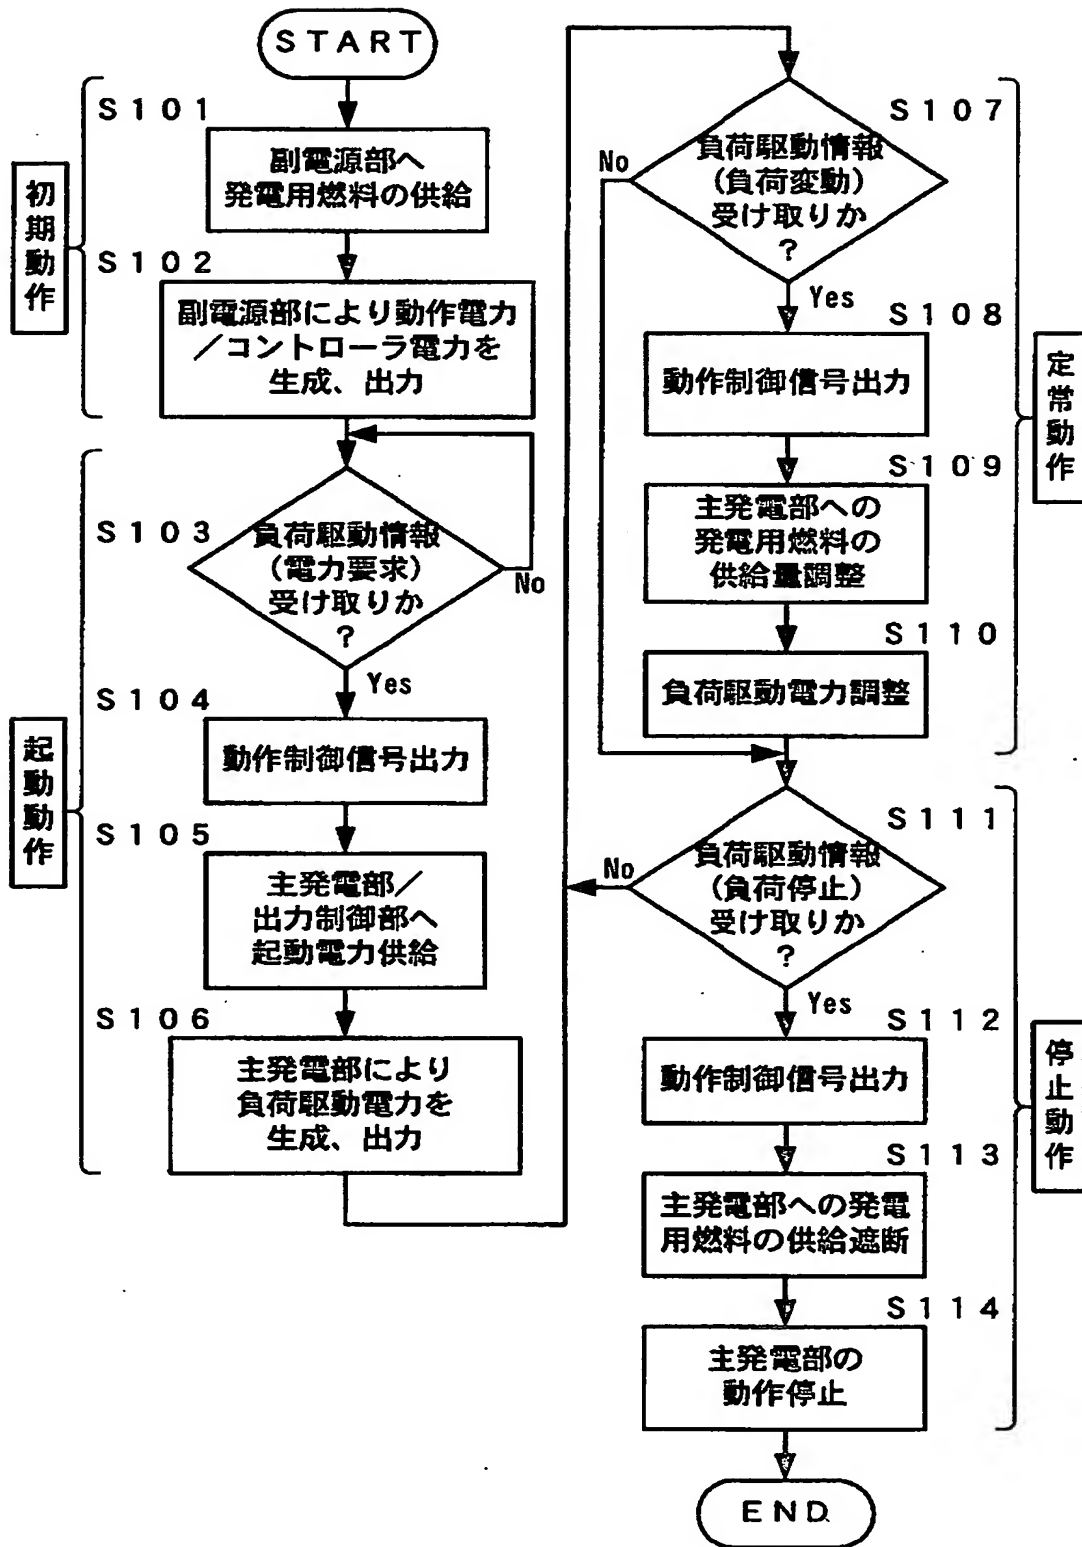 START
S101
副電源部へ
発電用燃料の供給
初期動作
S102
副電源部により動作電力
／コントローラ電力を
生成、出力
S103
負荷駆動情報
(電力要求)
受け取りか
?
No
Yes
S104
動作制御信号出力
起動動作
S105
主発電部／
出力制御部へ
起動電力供給
S106
主発電部により
負荷駆動電力を
生成、出力
S107
負荷駆動情報
(負荷変動)
受け取りか
?
No
Yes
S108
動作制御信号出力
定常動作
S109
主発電部への
発電用燃料の
供給量調整
S110
負荷駆動電力調整
S111
負荷駆動情報
(負荷停止)
受け取りか
?
No
Yes
S112
動作制御信号出力
停止動作
S113
主発電部への発電
用燃料の供給遮断
S114
主発電部の
動作停止
END